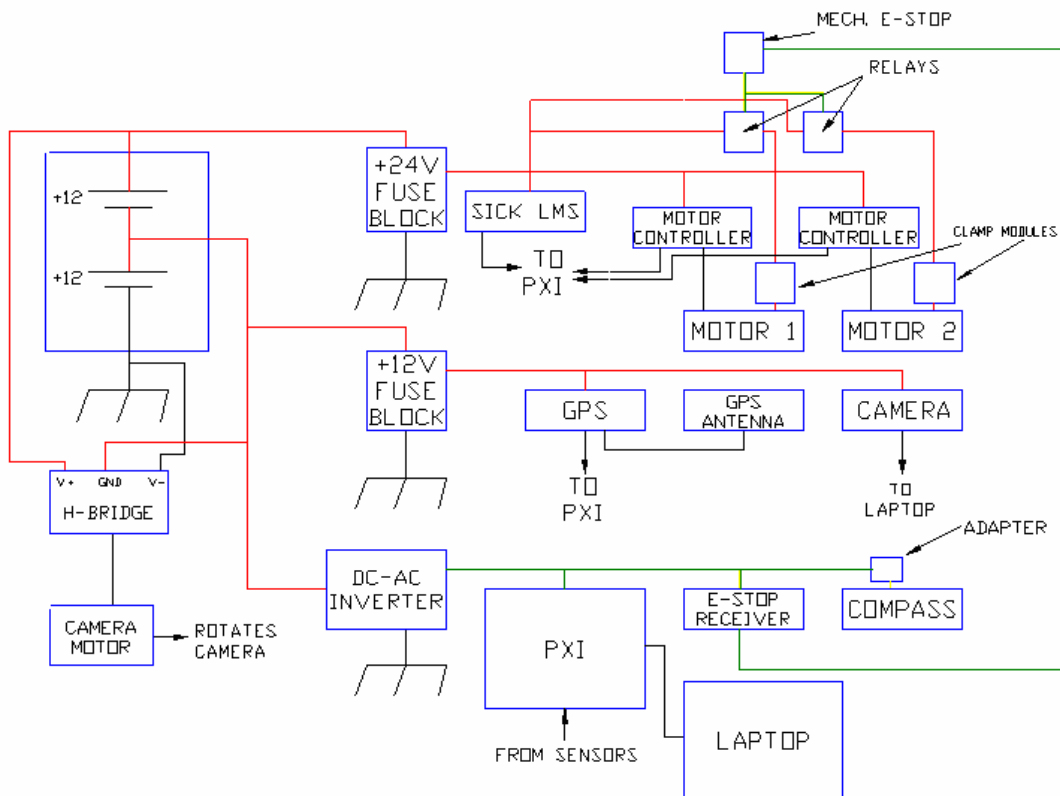 MECH. E-STOP
RELAYS
+24V
FUSE
BLOCK
+12
+12
SICK LMS
MOTOR
CONTROLLER
MOTOR
CONTROLLER
CLAMP MODULES
TO
PXI
MOTOR 1
MOTOR 2
+12V
FUSE
BLOCK
GPS
GPS
ANTENNA
CAMERA
TO
PXI
TO
LAPTOP
V+ GND V-
H-BRIDGE
ADAPTER
DC-AC
INVERTER
E-STOP
RECEIVER
COMPASS
CAMERA
MOTOR
ROTATES
CAMERA
PXI
FROM SENSORS
LAPTOP